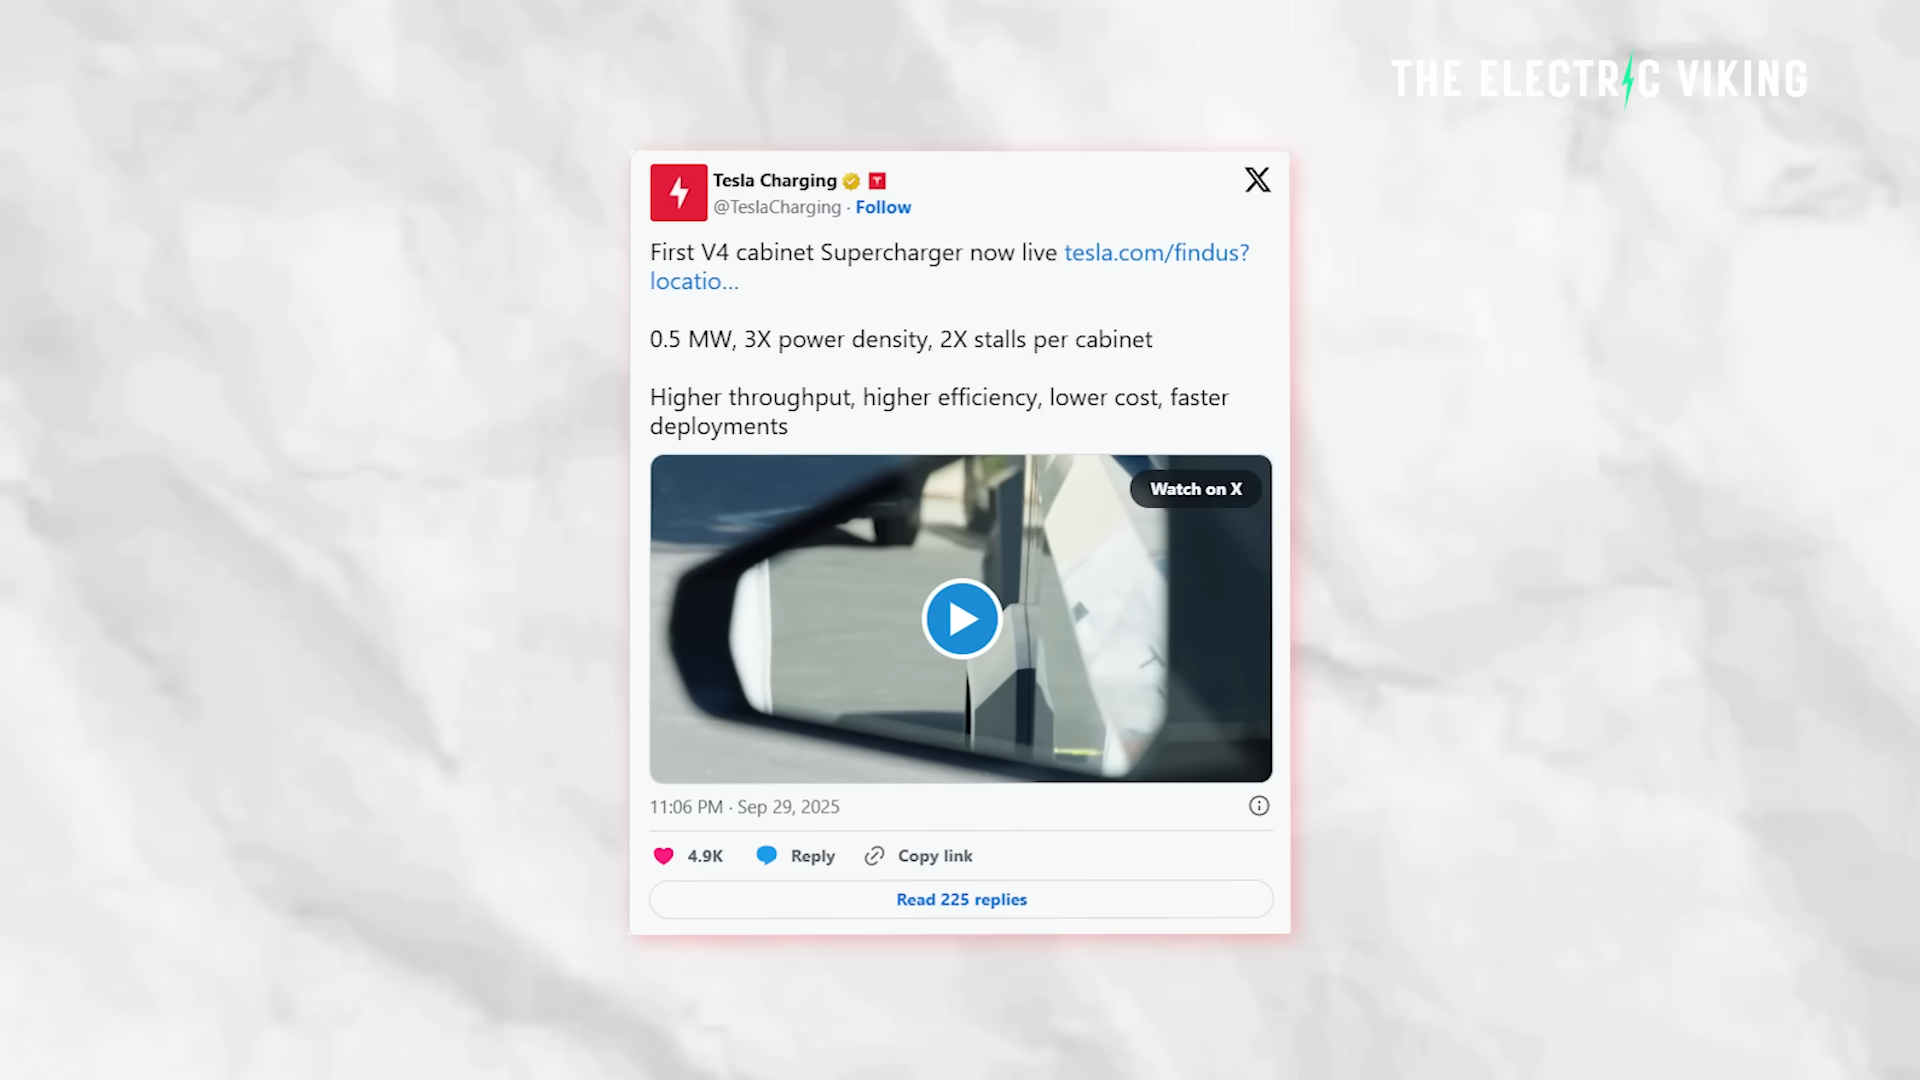 THE ELECTRIC VIKING
Tesla Charging
@TeslaCharging · Follow
First V4 cabinet Supercharger now live tesla.com/findus?
locatio...
0.5 MW, 3X power density, 2X stalls per cabinet
Higher throughput, higher efficiency, lower cost, faster
deployments
Watch on X
11:06 PM · Sep 29, 2025
4.9K Reply Copy link
Read 225 replies